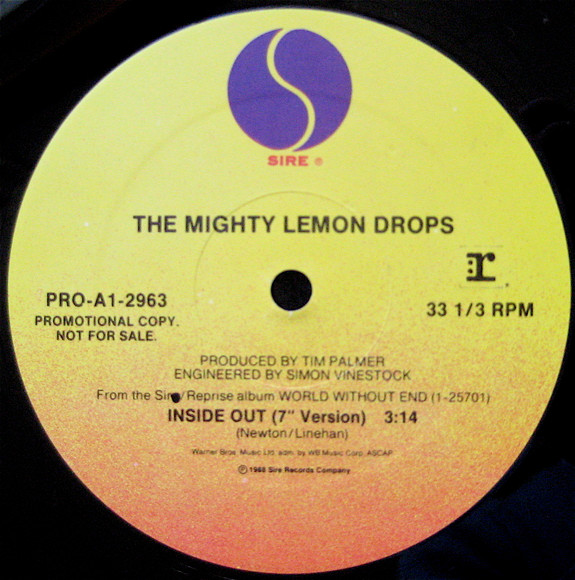 SIRE ®
THE MIGHTY LEMON DROPS
r
PRO-A1-2963
33 1/3 RPM
PROMOTIONAL COPY.
NOT FOR SALE.
PRODUCED BY TIM PALMER
ENGINEERED BY SIMON VINESTOCK
From the Sire/Reprise album WORLD WITHOUT END (1-25701)
INSIDE OUT (7" Version) 3:14
(Newton/Linehan)
Warner Bros. Music Ltd. adm. by WB Music Corp. ASCAP
℗ 1988 Sire Records Company